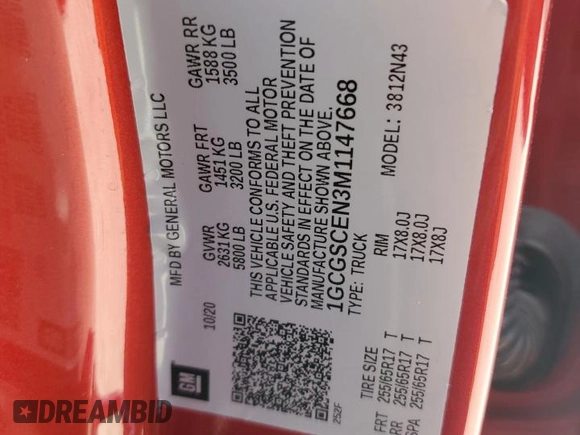 MFD BY GENERAL MOTORS LLC
10/20
GVWR
2631 KG
5800 LB
GAWR FRT
1451 KG
3200 LB
GAWR RR
1588 KG
3500 LB
THIS VEHICLE CONFORMS TO ALL
APPLICABLE U.S. FEDERAL MOTOR
VEHICLE SAFETY AND THEFT PREVENTION
STANDARDS IN EFFECT ON THE DATE OF
MANUFACTURE SHOWN ABOVE.
1GCGSCEN3M1147668
TYPE: TRUCK
MODEL: 3812N43
GM
252F
TIRE SIZE
RIM
FRT 255/65R17 T 17X8.0J
RR 255/65R17 T 17X8.0J
SPA 255/65R17 T 17X8J
DREAMBID